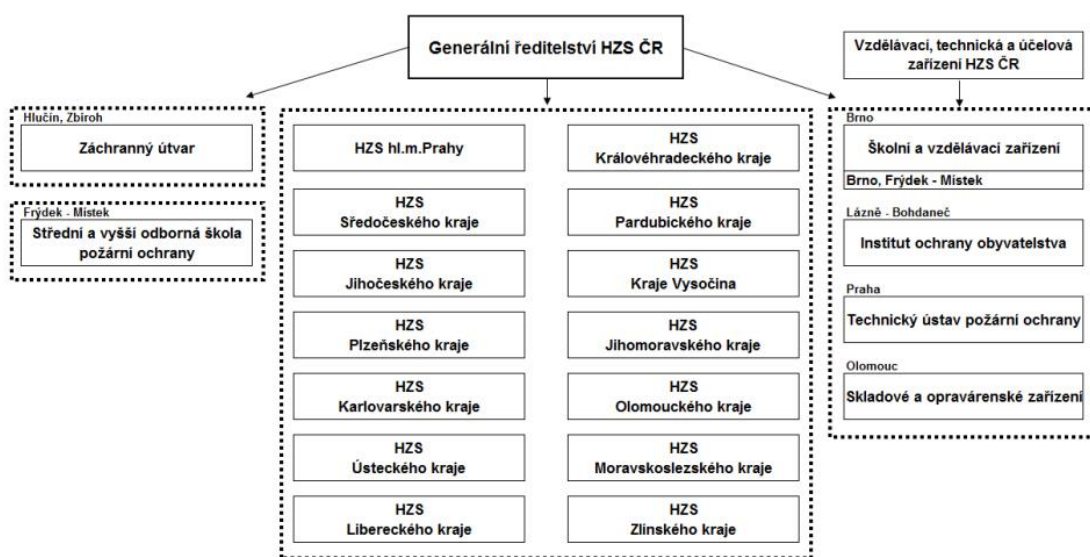 Generální ředitelství HZS ČR
Vzdělávací, technická a účelová
zařízení HZS ČR
Hlučín, Zbiroh
Záchranný útvar
Frýdek - Místek
Střední a vyšší odborná škola
požární ochrany
HZS hl.m.Prahy
HZS
Středočeského kraje
HZS
Jihočeského kraje
HZS
Plzeňského kraje
HZS
Karlovarského kraje
HZS
Ústeckého kraje
HZS
Libereckého kraje
HZS
Královéhradeckého kraje
HZS
Pardubického kraje
HZS
Kraje Vysočina
HZS
Jihomoravského kraje
HZS
Olomouckého kraje
HZS
Moravskoslezského kraje
HZS
Zlínského kraje
Brno
Školní a vzdělávací zařízení
Brno, Frýdek - Místek
Lázně - Bohdaneč
Institut ochrany obyvatelstva
Praha
Technický ústav požární ochrany
Olomouc
Skladové a opravárenské zařízení